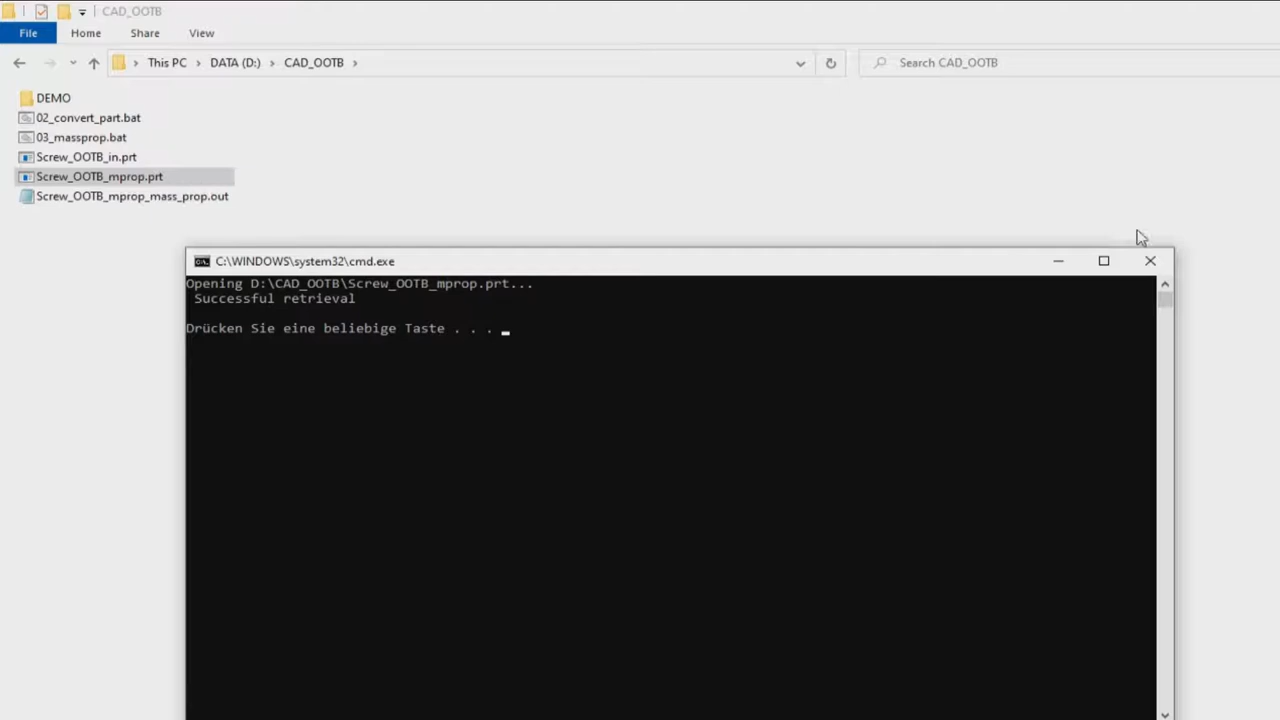 CAD_OOTB
File Home Share View
This PC DATA (D:) CAD_OOTB
Search CAD_OOTB
DEMO
02_convert_part.bat
03_massprop.bat
Screw_OOTB_in.prt
Screw_OOTB_mprop.prt
Screw_OOTB_mprop_mass_prop.out
C:\WINDOWS\system32\cmd.exe
Opening D:\CAD_OOTB\Screw_OOTB_mprop.prt...
Successful retrieval
Drücken Sie eine beliebige Taste . . .